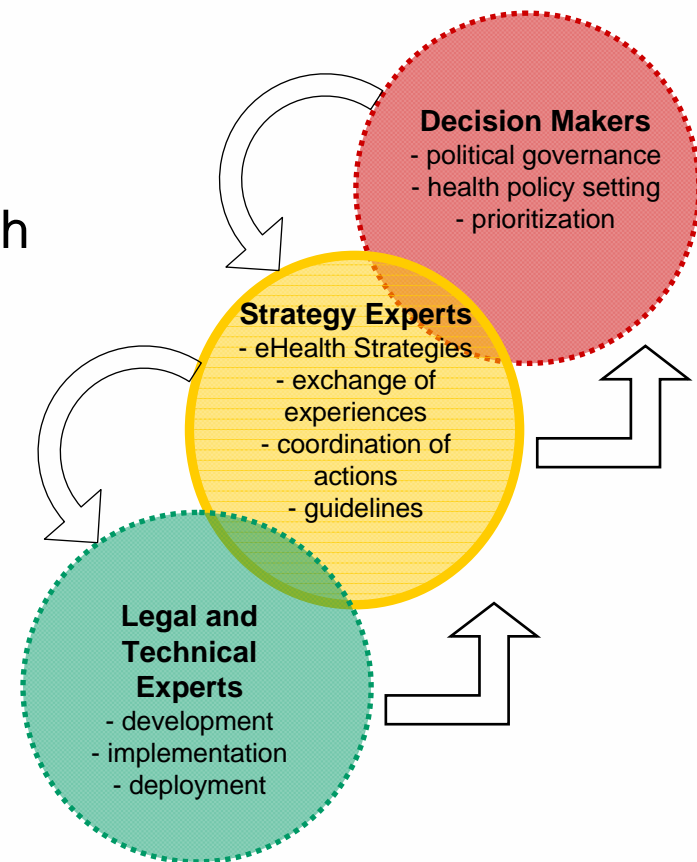 Decision Makers
- political governance
- health policy setting
- prioritization
h
Strategy Experts
- eHealth Strategies
- exchange of
experiences
- coordination of
actions
- guidelines
Legal and
Technical
Experts
- development
- implementation
- deployment